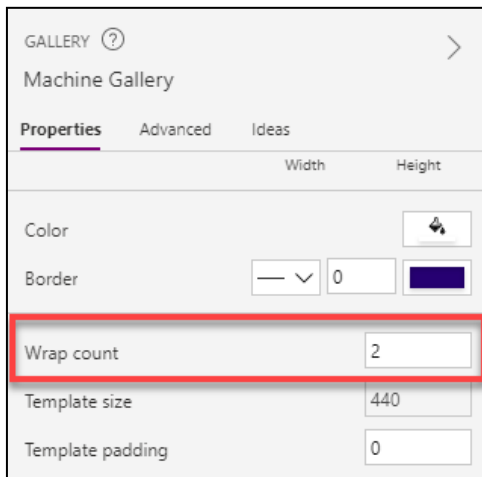 GALLERY ?
Machine Gallery
Properties Advanced Ideas
Width Height
Color
Border 0
Wrap count 2
Template size 440
Template padding 0